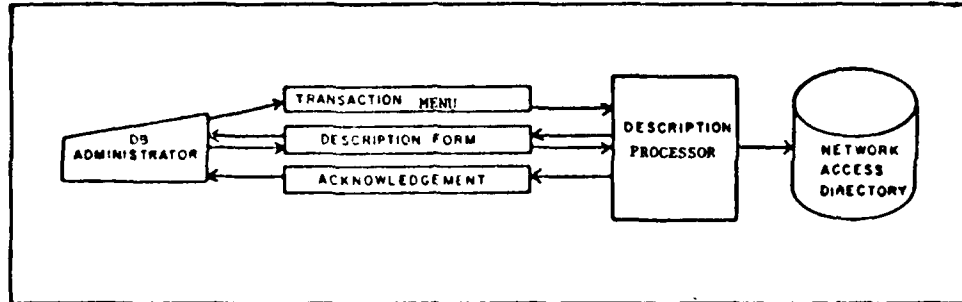 TRANSACTION MENU
DB
ADMINISTRATOR
DESCRIPTION FORM
ACKNOWLEDGEMENT
DESCRIPTION
PROCESSOR
NETWORK
ACCESS
DIRECTORY